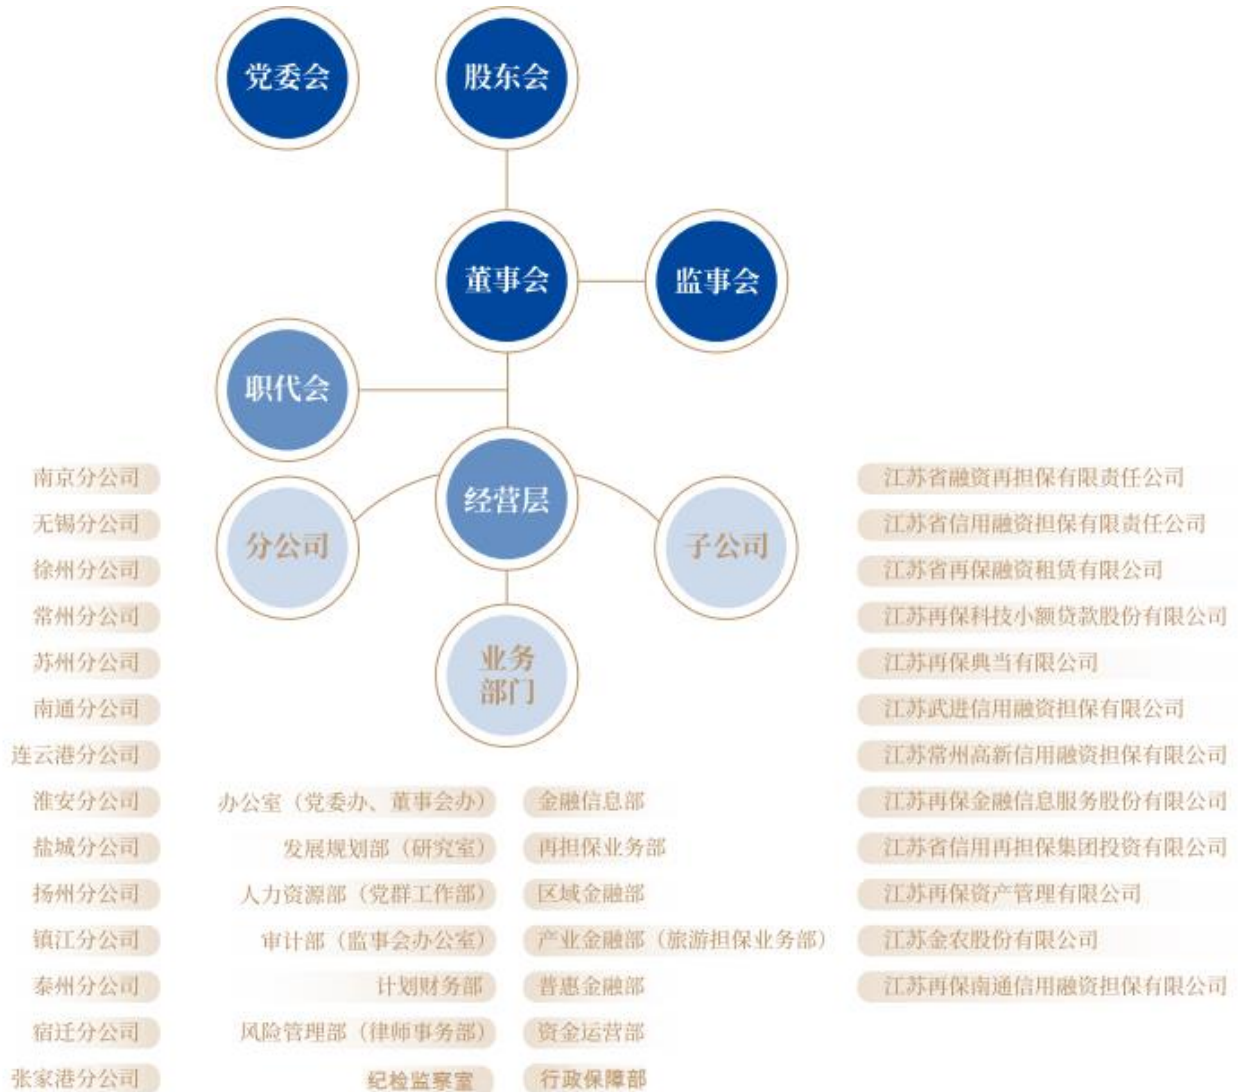 党委会
股东会
董事会
监事会
职代会
经营层
分公司
子公司
业务
部门
南京分公司
无锡分公司
徐州分公司
常州分公司
苏州分公司
南通分公司
连云港分公司
淮安分公司
盐城分公司
扬州分公司
镇江分公司
泰州分公司
宿迁分公司
张家港分公司
办公室（党委办、董事会办）
发展规划部（研究室）
人力资源部（党群工作部）
审计部（监事会办公室）
计划财务部
风险管理部（律师事务部）
纪检监察室
金融信息部
再担保业务部
区域金融部
产业金融部（旅游担保业务部）
普惠金融部
资金运营部
行政保障部
江苏省融资再担保有限责任公司
江苏省信用融资担保有限责任公司
江苏省再保融资租赁有限公司
江苏再保科技小额贷款股份有限公司
江苏再保典当有限公司
江苏武进信用融资担保有限公司
江苏常州高新信用融资担保有限公司
江苏再保金融信息服务股份有限公司
江苏省信用再担保集团投资有限公司
江苏再保资产管理有限公司
江苏金农股份有限公司
江苏再保南通信用融资担保有限公司